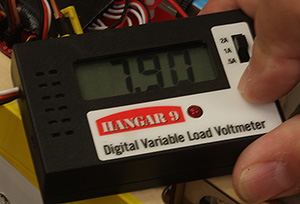 2A
1A
.5A
7.90
HANGAR 9
Digital Variable Load Voltmeter